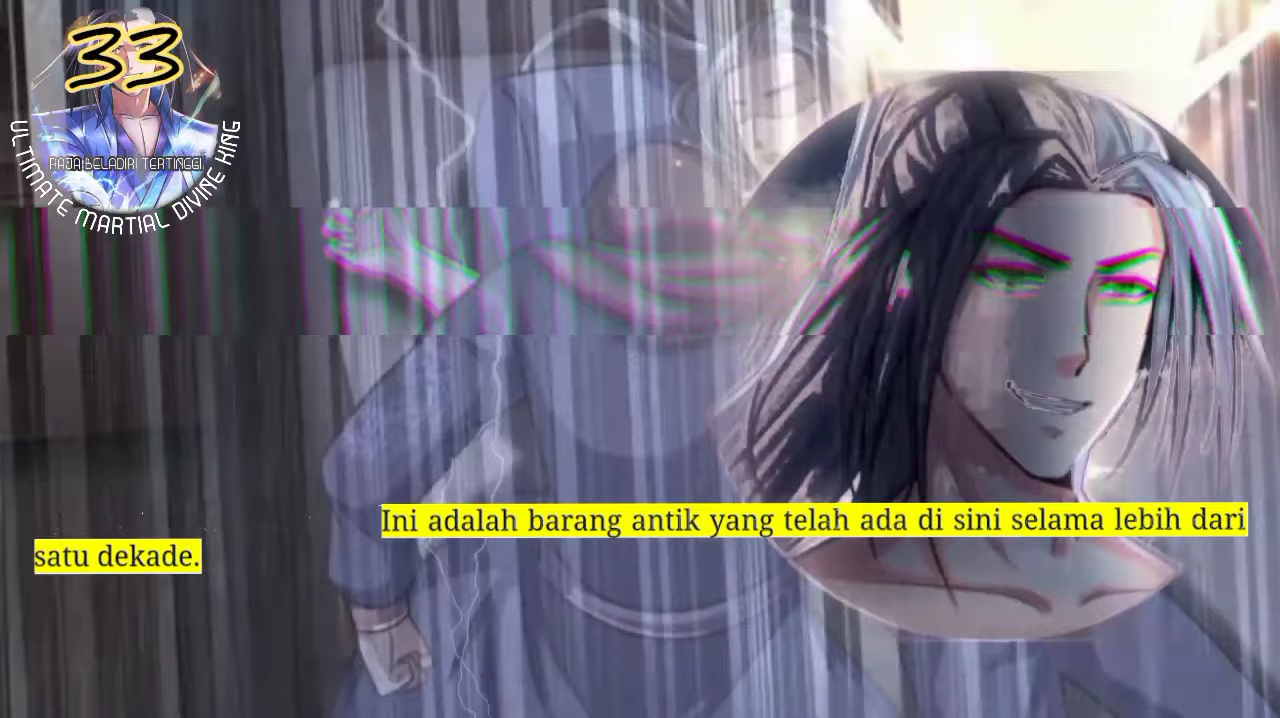 33
RAJA BELADIRI TERTINGGI
ULTIMATE MARTIAL DIVINE KING
Ini adalah barang antik yang telah ada di sini selama lebih dari
satu dekade.